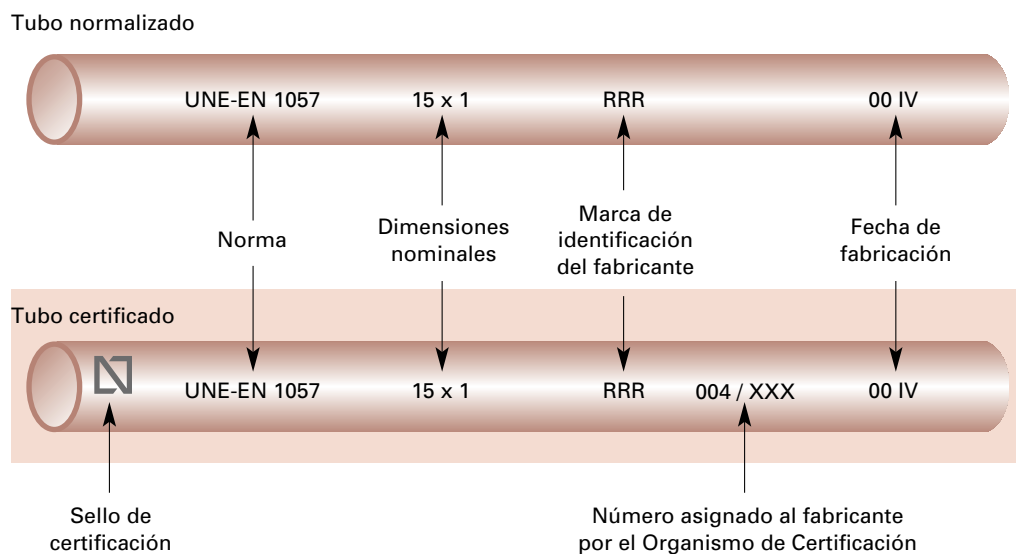 Tubo normalizado
UNE-EN 1057 15 x 1 RRR 00 IV
Norma
Dimensiones
nominales
Marca de
identificación
del fabricante
Fecha de
fabricación
Tubo certificado
UNE-EN 1057 15 x 1 RRR 004 / XXX 00 IV
Sello de
certificación
Número asignado al fabricante
por el Organismo de Certificación